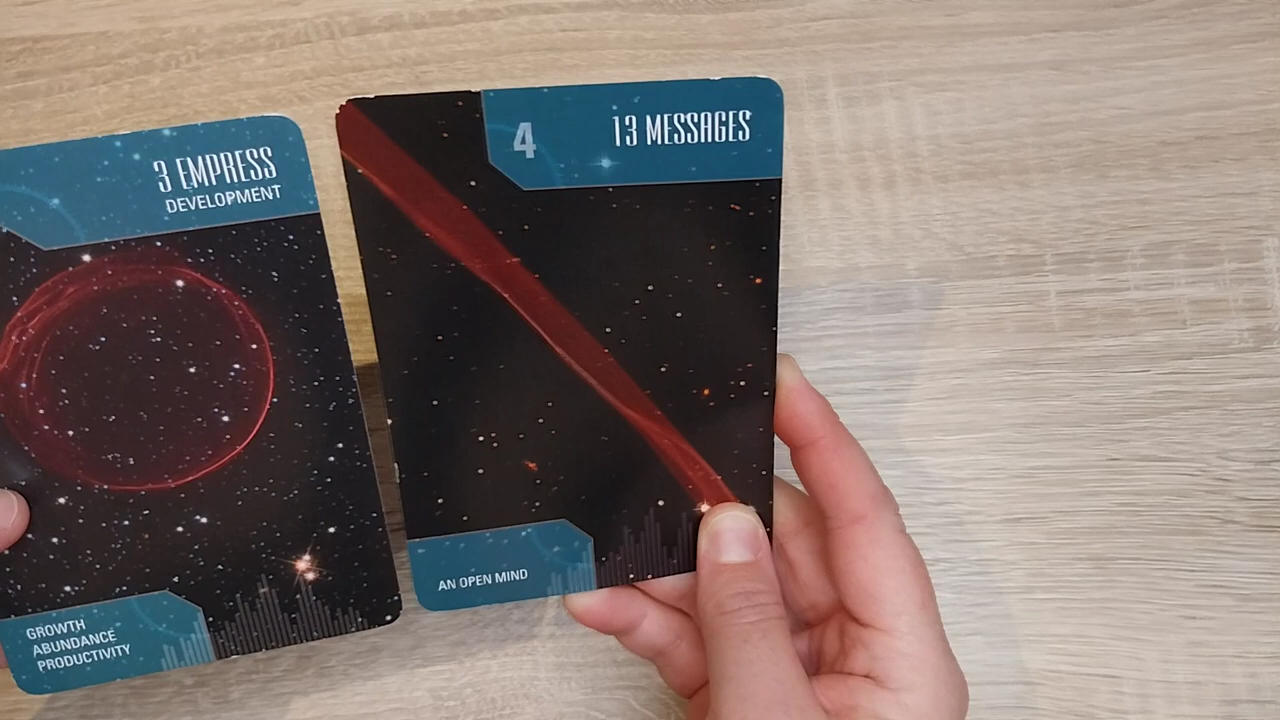 3 EMPRESS
DEVELOPMENT
GROWTH
ABUNDANCE
PRODUCTIVITY
4
13 MESSAGES
AN OPEN MIND